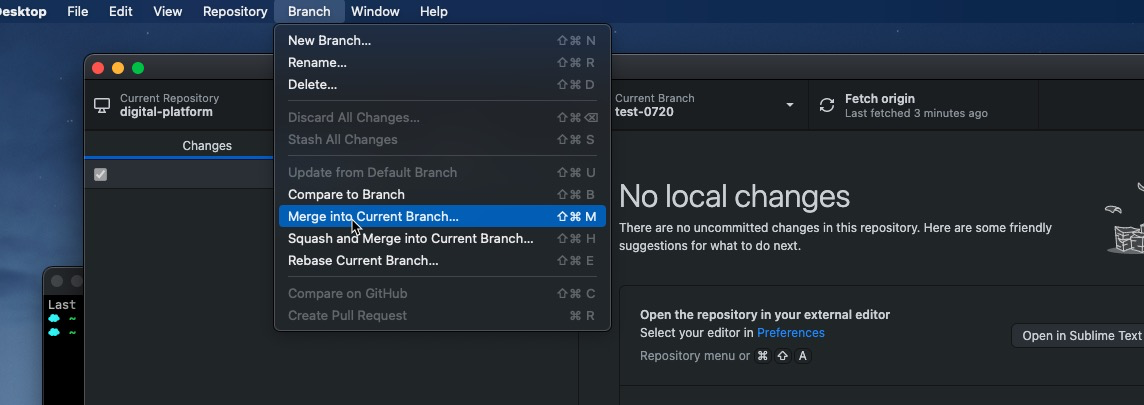 Desktop File Edit View Repository Branch Window Help
New Branch... ⇧⌘ N
Rename... ⇧⌘ R
Delete... ⇧⌘ D
Discard All Changes... ⇧⌘⌫
Stash All Changes ⇧⌘ S
Update from Default Branch ⇧⌘ U
Compare to Branch ⇧⌘ B
Merge into Current Branch... ⇧⌘ M
Squash and Merge into Current Branch... ⇧⌘ H
Rebase Current Branch... ⇧⌘ E
Compare on GitHub ⇧⌘ C
Create Pull Request ⌘ R
Current Repository
digital-platform
Current Branch
test-0720
Fetch origin
Last fetched 3 minutes ago
Changes
No local changes
There are no uncommitted changes in this repository. Here are some friendly
suggestions for what to do next.
Open the repository in your external editor
Select your editor in Preferences
Repository menu or ⌘ ⇧ A
Open in Sublime Text
Last
~
~